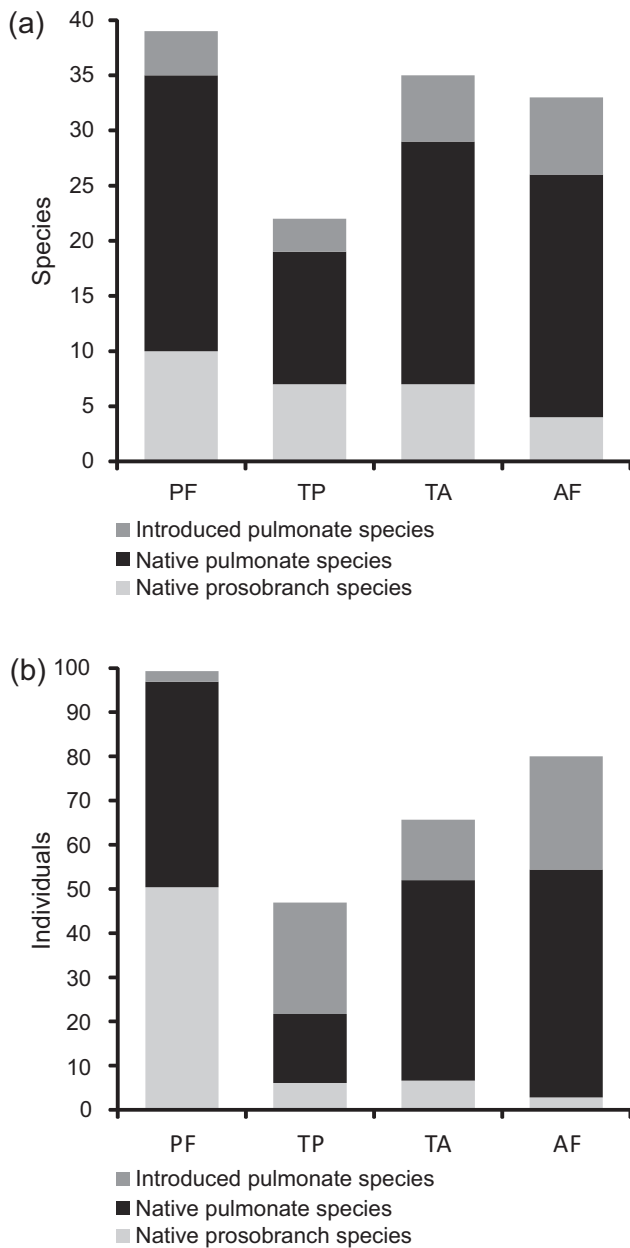 (a)
40
35
30
25
20
15
10
5
0
Species
PF TP TA AF
Introduced pulmonate species
Native pulmonate species
Native prosobranch species
(b)
100
90
80
70
60
50
40
30
20
10
0
Individuals
PF TP TA AF
Introduced pulmonate species
Native pulmonate species
Native prosobranch species